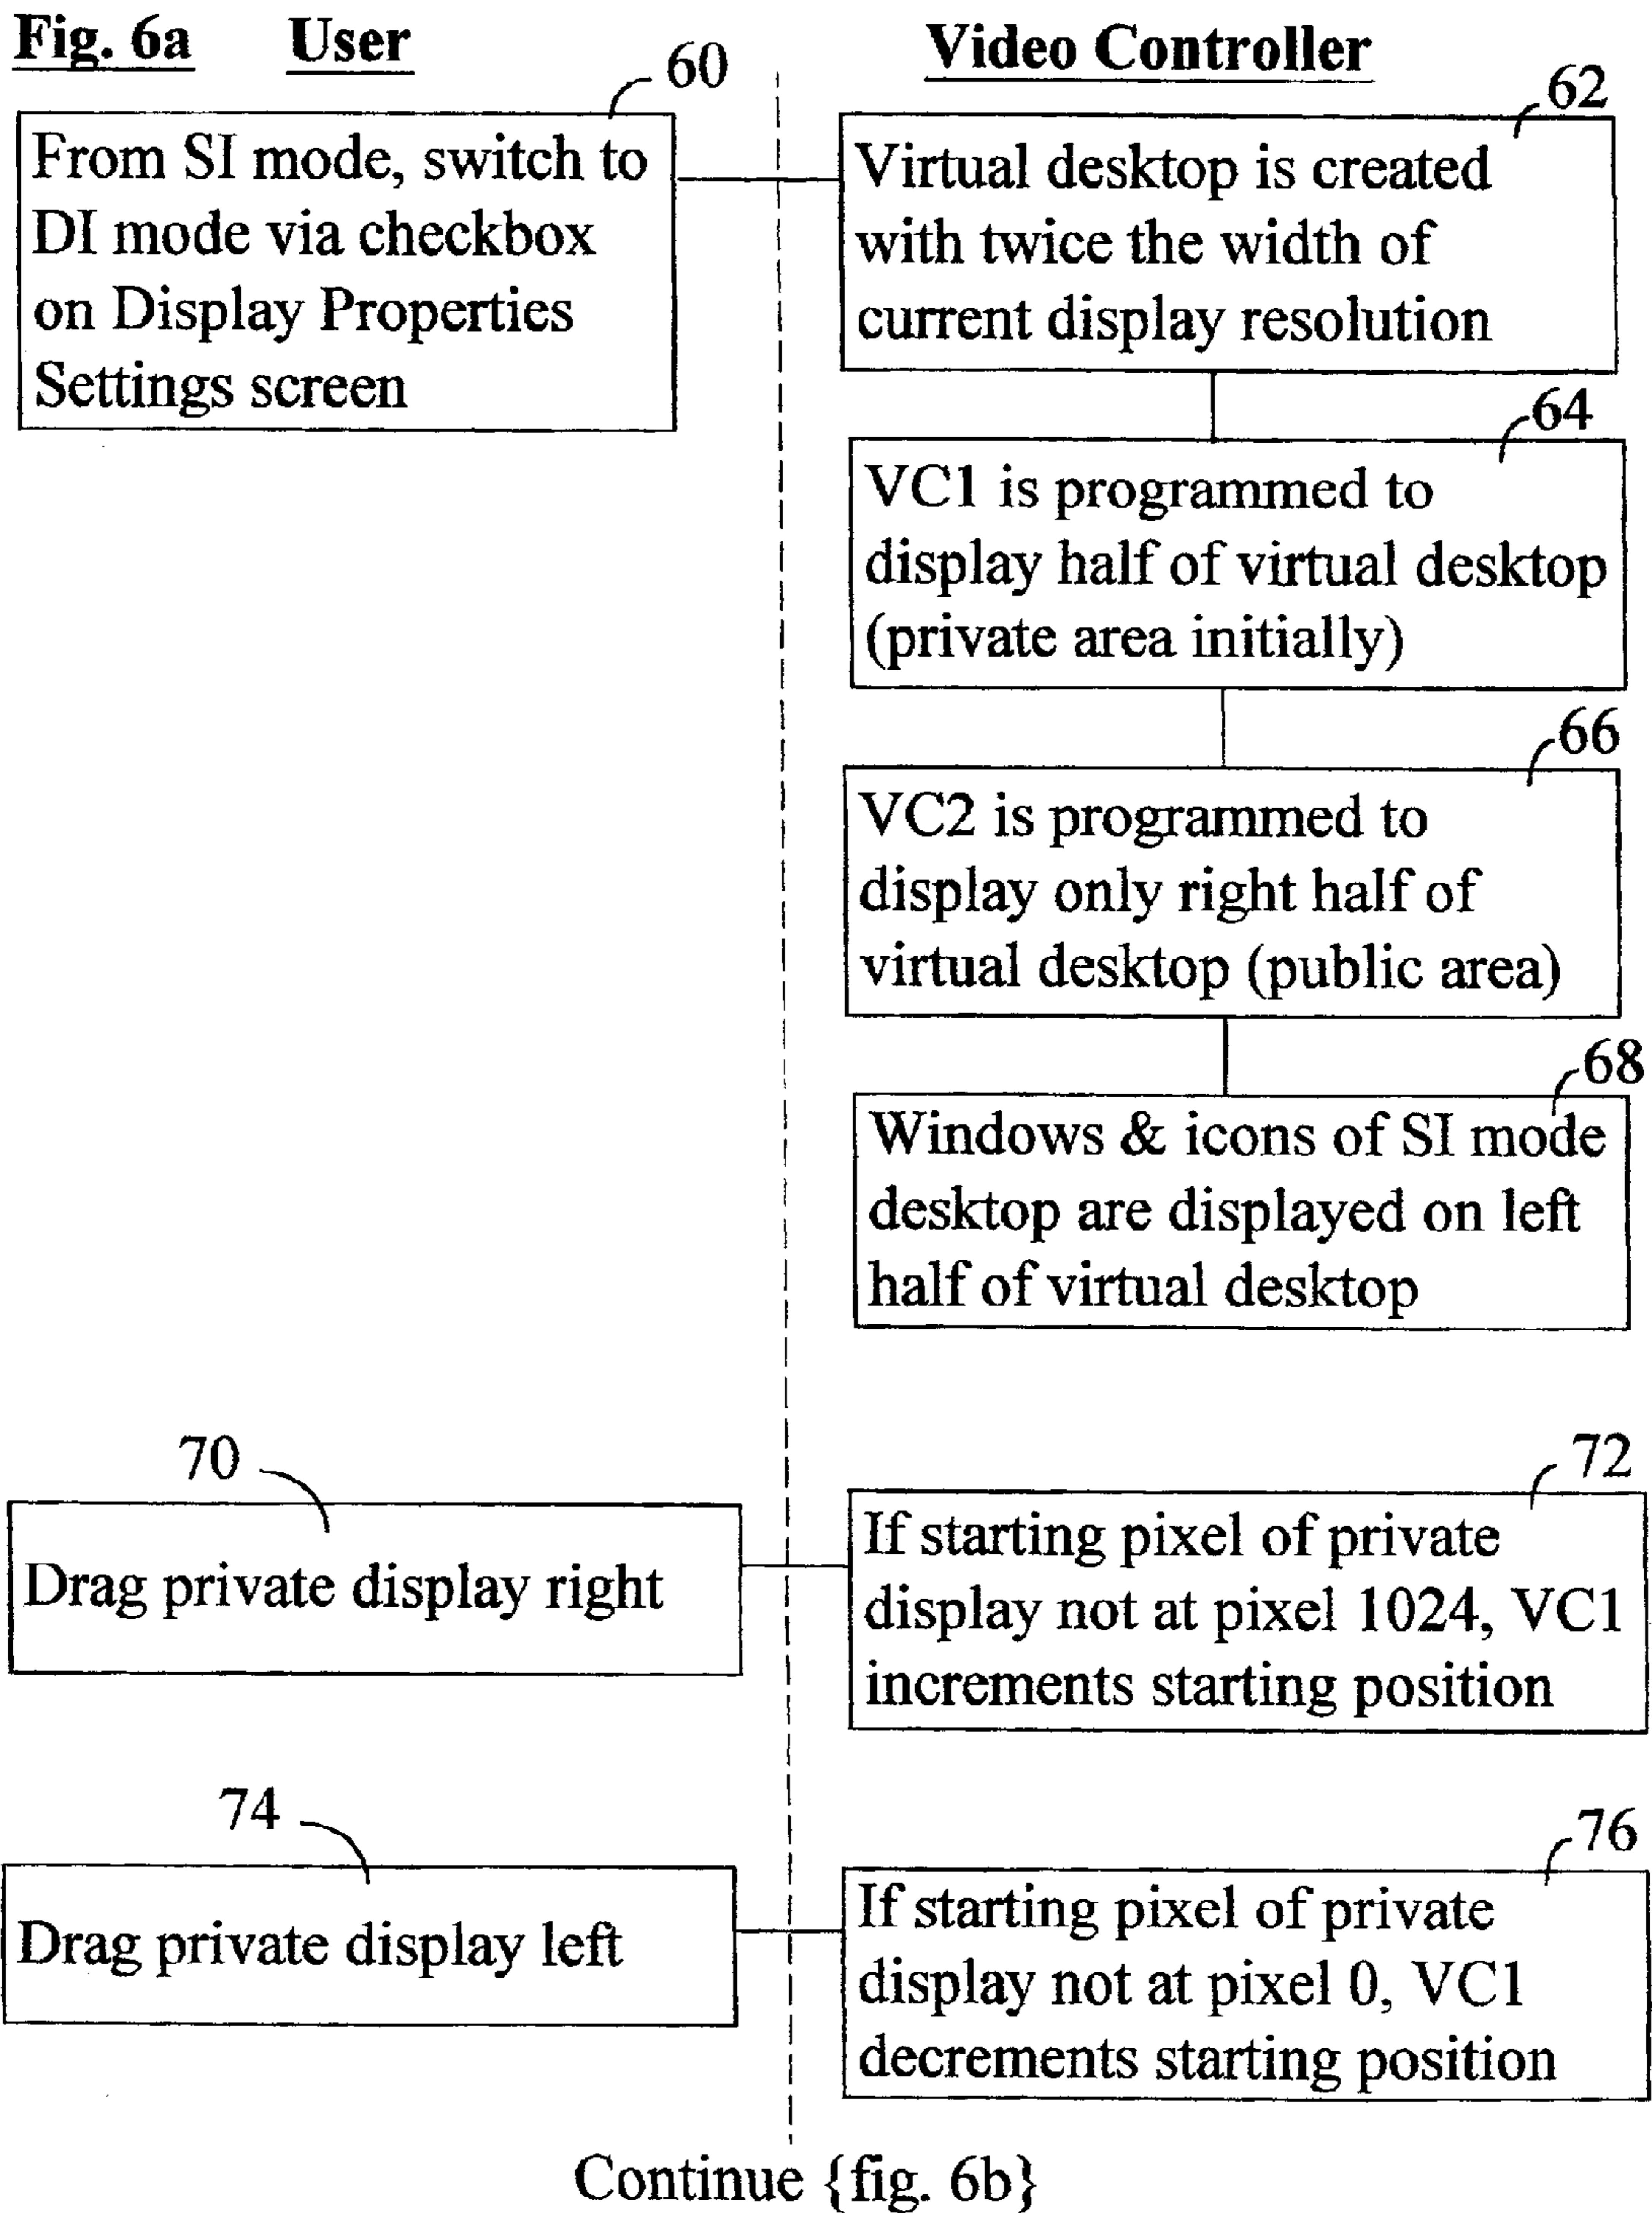 Fig. 6a User
Video Controller
60
From SI mode, switch to
DI mode via checkbox
on Display Properties
Settings screen
62
Virtual desktop is created
with twice the width of
current display resolution
64
VC1 is programmed to
display half of virtual desktop
(private area initially)
66
VC2 is programmed to
display only right half of
virtual desktop (public area)
68
Windows & icons of SI mode
desktop are displayed on left
half of virtual desktop
70
Drag private display right
72
If starting pixel of private
display not at pixel 1024, VC1
increments starting position
74
Drag private display left
76
If starting pixel of private
display not at pixel 0, VC1
decrements starting position
Continue {fig. 6b}